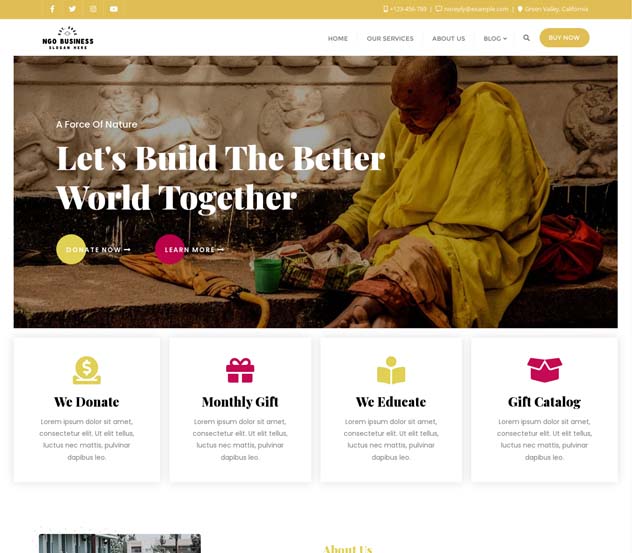 +123-456-789 | noreply@example.com | Green Valley, California
NGO BUSINESS
SLOGAN HERE
HOME OUR SERVICES ABOUT US BLOG BUY NOW
A Force Of Nature
Let's Build The Better
World Together
DONATE NOW LEARN MORE
We Donate
Lorem ipsum dolor sit amet,
consectetur elit. Ut elit tellus,
luctus nec mattis, pulvinar
dapibus leo.
Monthly Gift
Lorem ipsum dolor sit amet,
consectetur elit. Ut elit tellus,
luctus nec mattis, pulvinar
dapibus leo.
We Educate
Lorem ipsum dolor sit amet,
consectetur elit. Ut elit tellus,
luctus nec mattis, pulvinar
dapibus leo.
Gift Catalog
Lorem ipsum dolor sit amet,
consectetur elit. Ut elit tellus,
luctus nec mattis, pulvinar
dapibus leo.
About Us